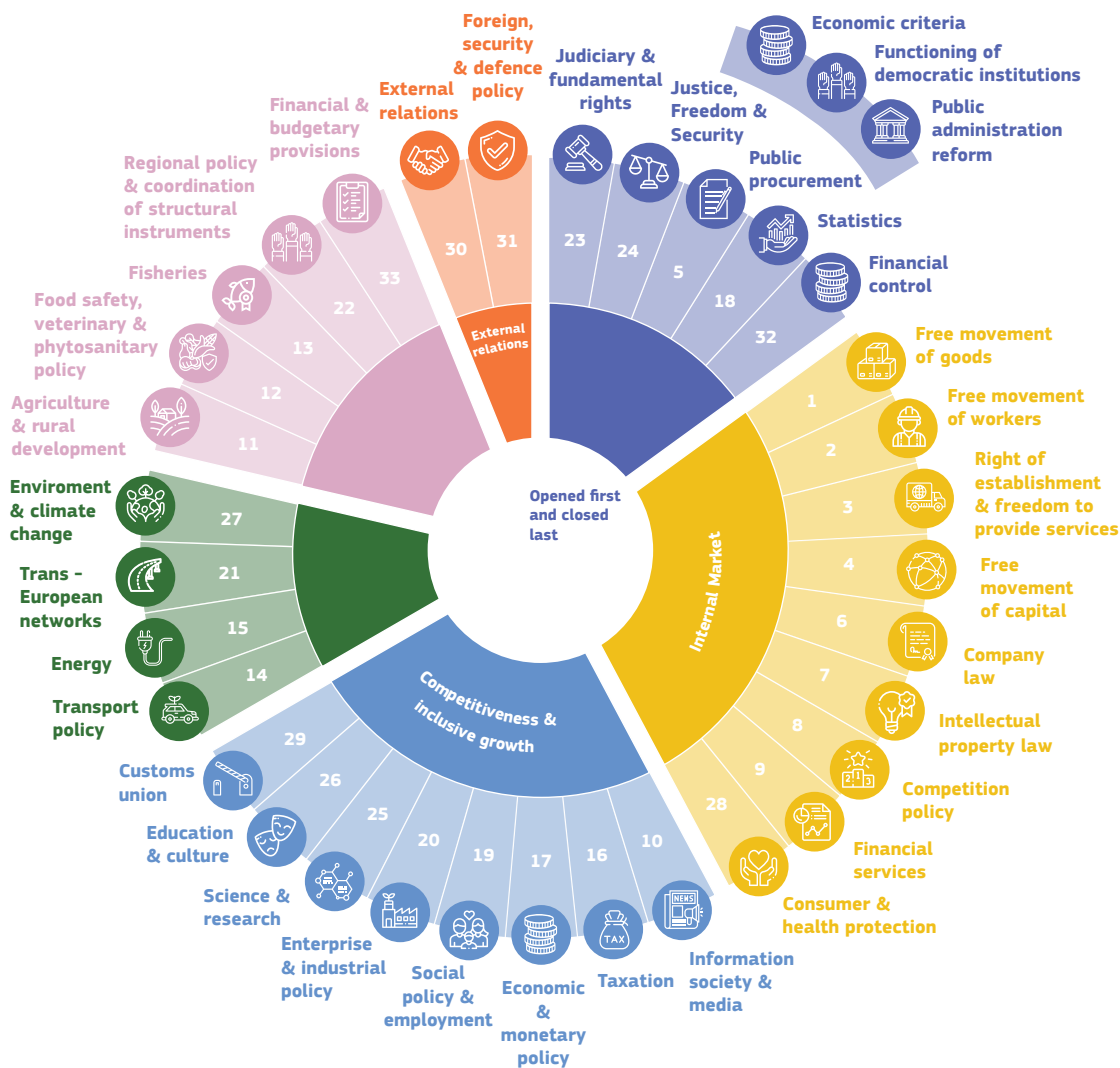 Economic criteria
Functioning of
democratic institutions
Public
administration
reform
Foreign,
security
& defence
policy
External
relations
Judiciary &
fundamental
rights
Justice,
Freedom &
Security
Public
procurement
Statistics
Financial
control
23
24
5
18
32
30
31
External
relations
Opened first
and closed
last
Free movement
of goods
Free movement
of workers
Right of
establishment
& freedom to
provide services
Free
movement
of capital
Company
law
Intellectual
property law
Competition
policy
Financial
services
Consumer &
health protection
1
2
3
4
6
7
8
9
28
Internal Market
1
2
3
Information
society &
media
Taxation
Economic
&
monetary
policy
Social
policy &
employment
Enterprise
& industrial
policy
Science &
research
Education
& culture
Customs
union
NEWS
TAX
10
16
17
19
20
25
26
29
Competitiveness &
inclusive growth
Transport
policy
Energy
Trans -
European
networks
Enviroment
& climate
change
14
15
21
27
Agriculture
& rural
development
Food safety,
veterinary &
phytosanitary
policy
Fisheries
Regional policy
& coordination
of structural
instruments
Financial &
budgetary
provisions
11
12
13
22
33